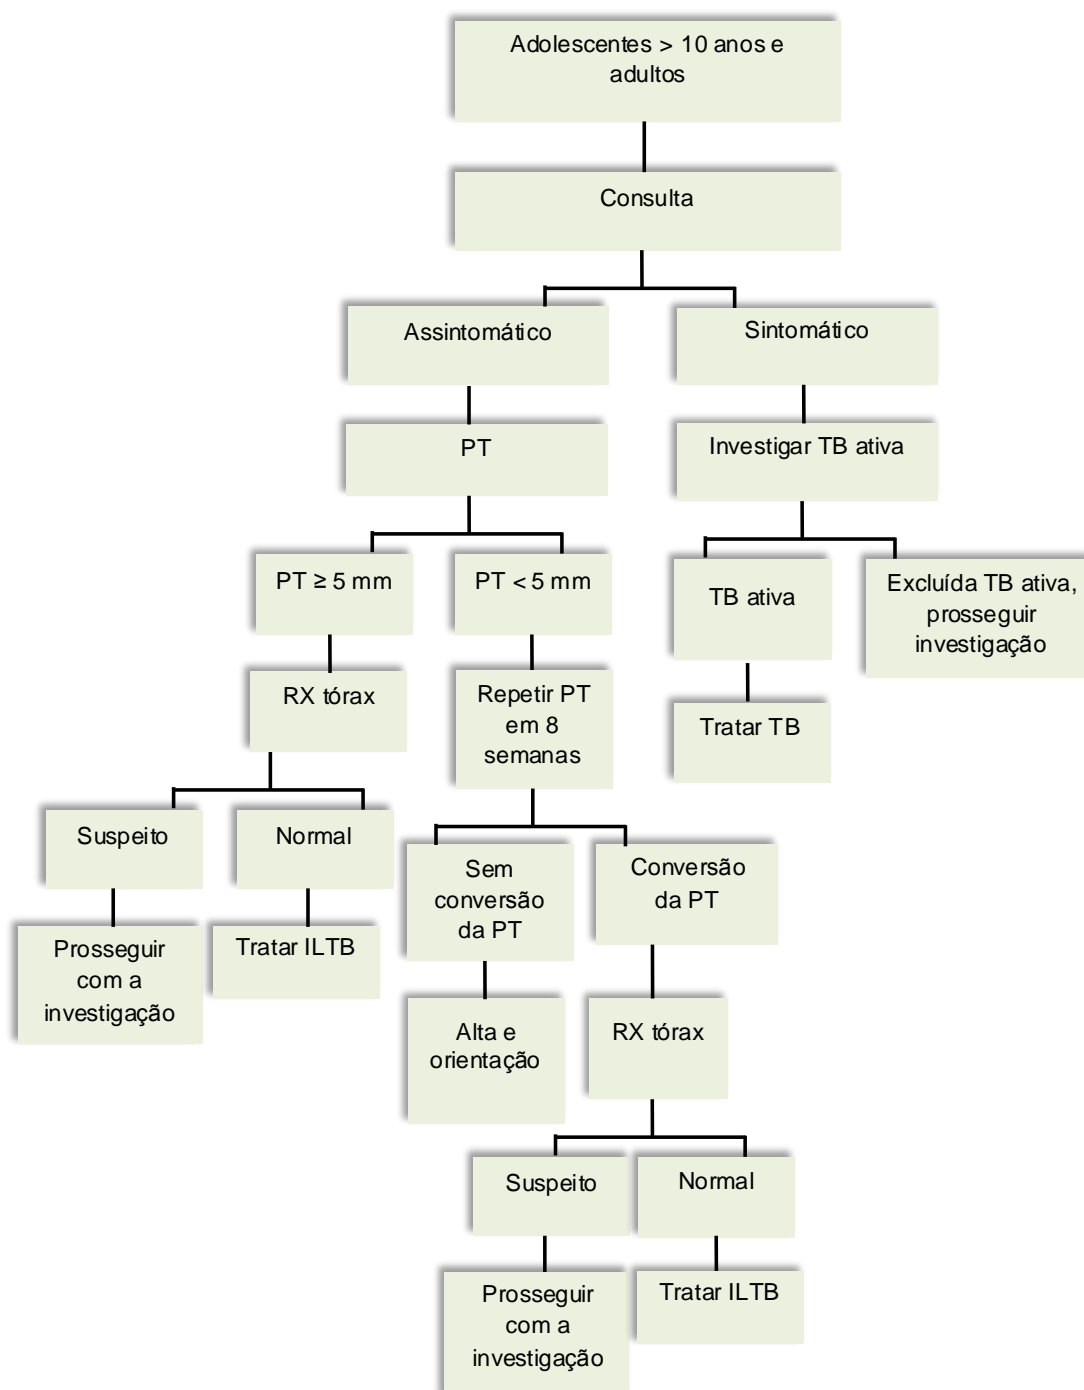 Adolescentes > 10 anos e
adultos
Consulta
Assintomático
Sintomático
PT
Investigar TB ativa
PT ≥ 5 mm
PT < 5 mm
TB ativa
Excluída TB ativa,
prosseguir
investigação
RX tórax
Repetir PT
em 8
semanas
Tratar TB
Suspeito
Normal
Sem
conversão
da PT
Conversão
da PT
Prosseguir
com a
investigação
Tratar ILTB
Alta e
orientação
RX tórax
Suspeito
Normal
Prosseguir
com a
investigação
Tratar ILTB